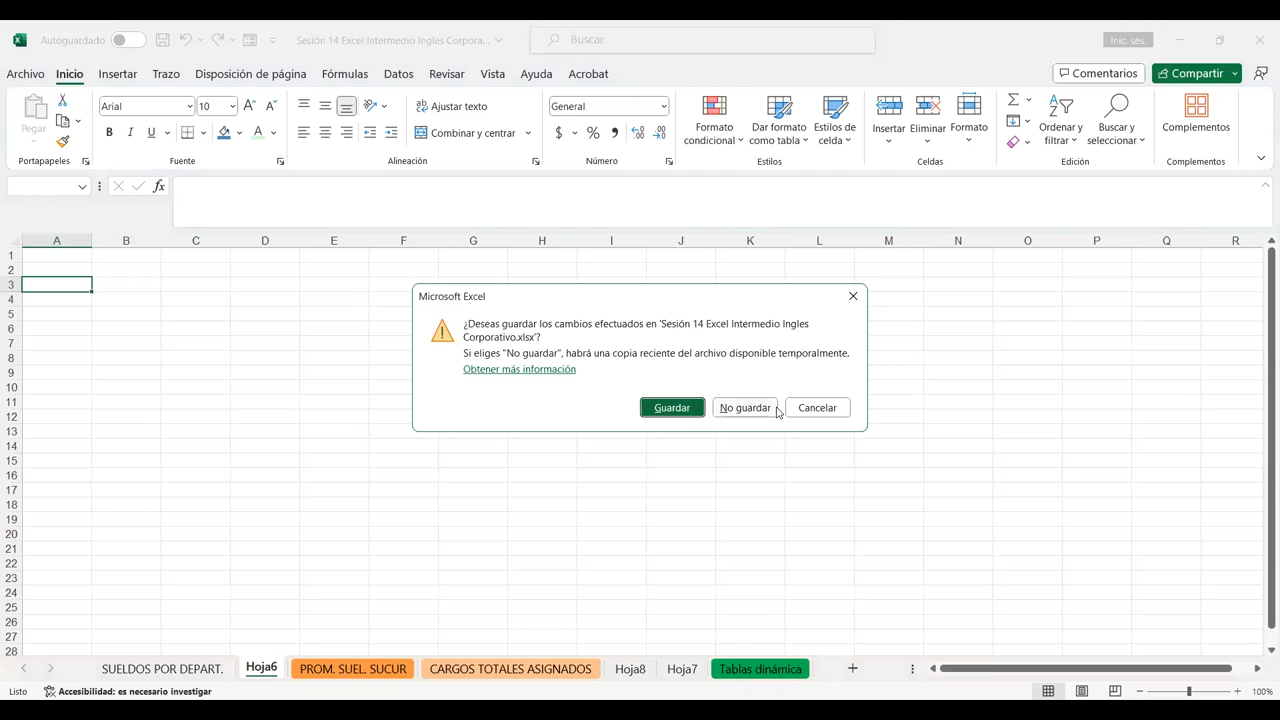 Autoguardado
Sesión 14 Excel Intermedio Ingles Corpora...
Buscar
Inic. ses.
Archivo Inicio Insertar Trazo Disposición de página Fórmulas Datos Revisar Vista Ayuda Acrobat
Comentarios
Compartir
Pegar
Portapapeles
Arial 10
N K S
Fuente
Ajustar texto
Combinar y centrar
Alineación
General
$ % 
Número
Formato condicional
Dar formato como tabla
Estilos de celda
Estilos
Insertar
Eliminar
Formato
Celdas
Ordenar y filtrar
Buscar y seleccionar
Edición
Complementos
Complementos
fx
A B C D E F G H I J K L M N O P Q R
1
2
3
4
5
6
7
8
9
10
11
12
13
14
15
16
17
18
19
20
21
22
23
24
25
26
27
28
Microsoft Excel
¿Deseas guardar los cambios efectuados en 'Sesión 14 Excel Intermedio Ingles
Corporativo.xlsx'?
Si eliges "No guardar", habrá una copia reciente del archivo disponible temporalmente.
Obtener más información
Guardar No guardar Cancelar
SUELDOS POR DEPART. Hoja6 PROM. SUEL. SUCUR CARGOS TOTALES ASIGNADOS Hoja8 Hoja7 Tablas dinámica
Listo Accesibilidad: es necesario investigar
100%